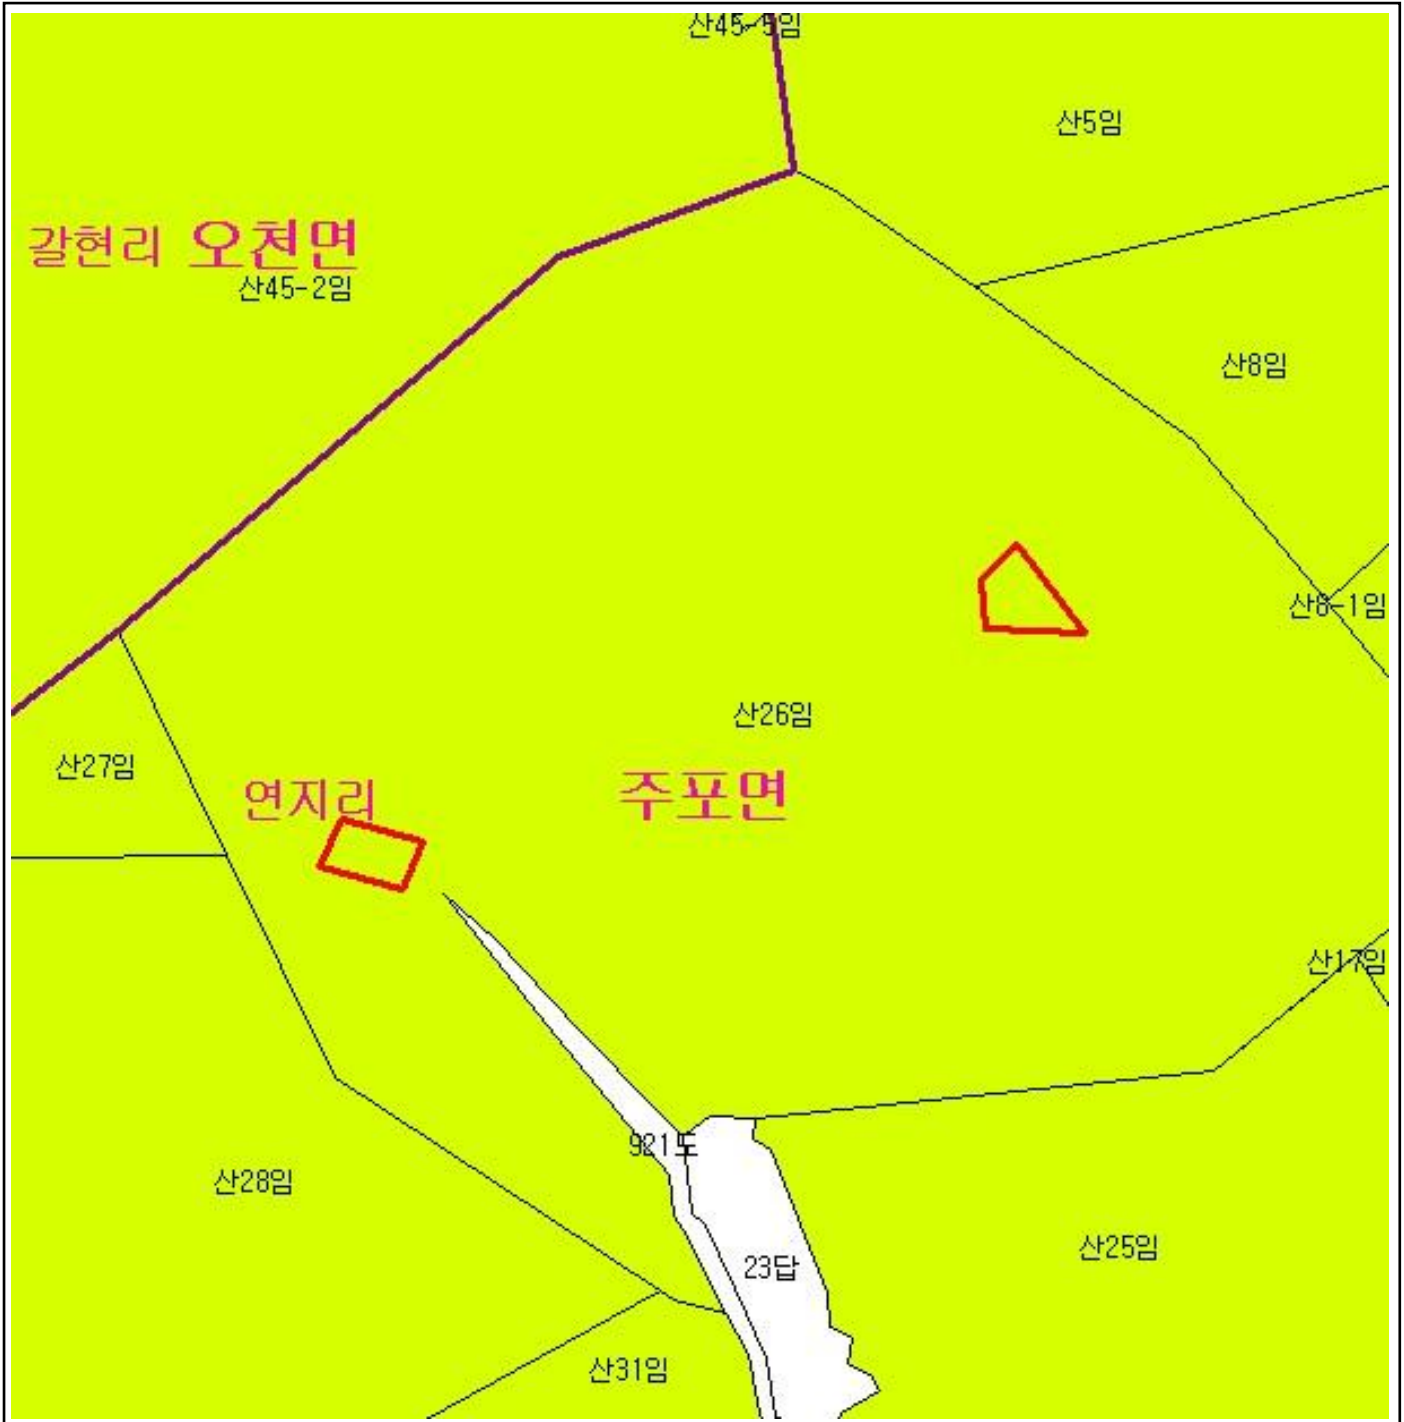 산45-5임
산5임
갈현리 오천면
산45-2임
산8임
산8-1임
산26임
산27임
연지리
주포면
산17임
921도
산28임
산25임
23답
산31임